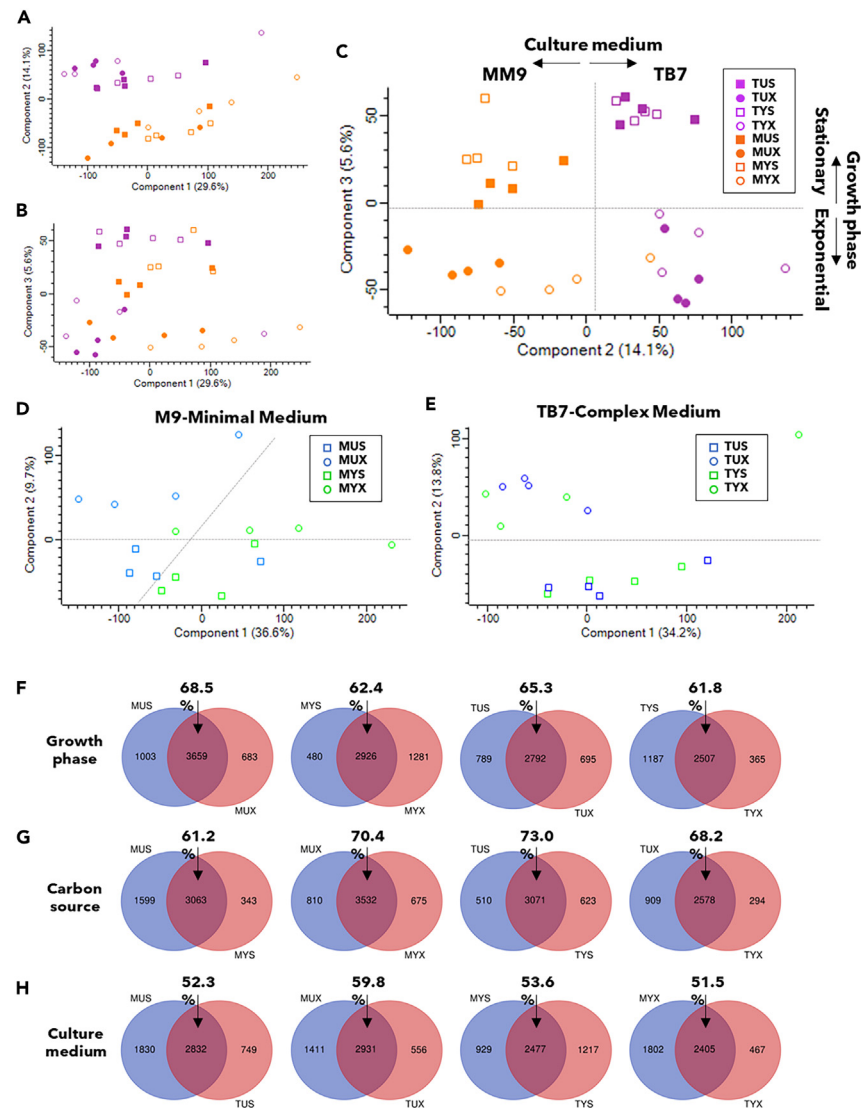 A
Component 2 (14.1%)
100
0
-100
-100
0
100
200
Component 1 (29.6%)
B
Component 3 (5.6%)
50
0
-50
-100
0
100
200
Component 1 (29.6%)
C
Culture medium
MM9
TB7
Component 3 (5.6%)
50
0
-50
-100
-50
0
50
100
Component 2 (14.1%)
TUS
TUX
TYS
TYX
MUS
MUX
MYS
MYX
Stationary
Exponential
Growth phase
D
M9-Minimal Medium
Component 2 (9.7%)
100
0
-100
0
100
200
Component 1 (36.6%)
MUS
MUX
MYS
MYX
E
TB7-Complex Medium
Component 2 (13.8%)
100
0
-100
0
100
200
Component 1 (34.2%)
TUS
TUX
TYS
TYX
F
Growth
phase
68.5
%
MUS
1003
3659
683
MUX
62.4
%
MYS
480
2926
1281
MYX
65.3
%
TUS
789
2792
695
TUX
61.8
%
TYS
1187
2507
365
TYX
G
Carbon
source
61.2
%
MUS
1599
3063
343
MYS
70.4
%
MUX
810
3532
675
MYX
73.0
%
TUS
510
3071
623
TYS
68.2
%
TUX
909
2578
294
TYX
H
Culture
medium
52.3
%
MUS
1830
2832
749
TUS
59.8
%
MUX
1411
2931
556
TUX
53.6
%
MYS
929
2477
1217
TYS
51.5
%
MYX
1802
2405
467
TYX